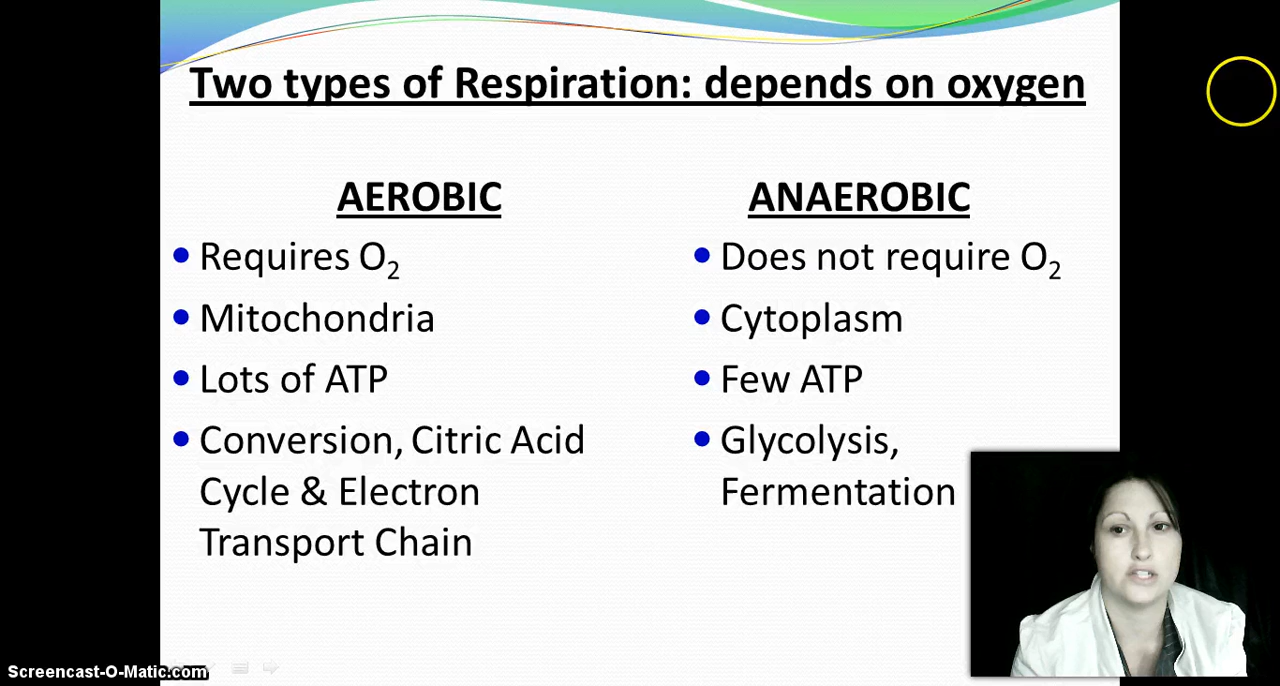 Two types of Respiration: depends on oxygen
AEROBIC
• Requires O₂
• Mitochondria
• Lots of ATP
• Conversion, Citric Acid
Cycle & Electron
Transport Chain
ANAEROBIC
• Does not require O₂
• Cytoplasm
• Few ATP
• Glycolysis,
Fermentation
Screencast-O-Matic.com